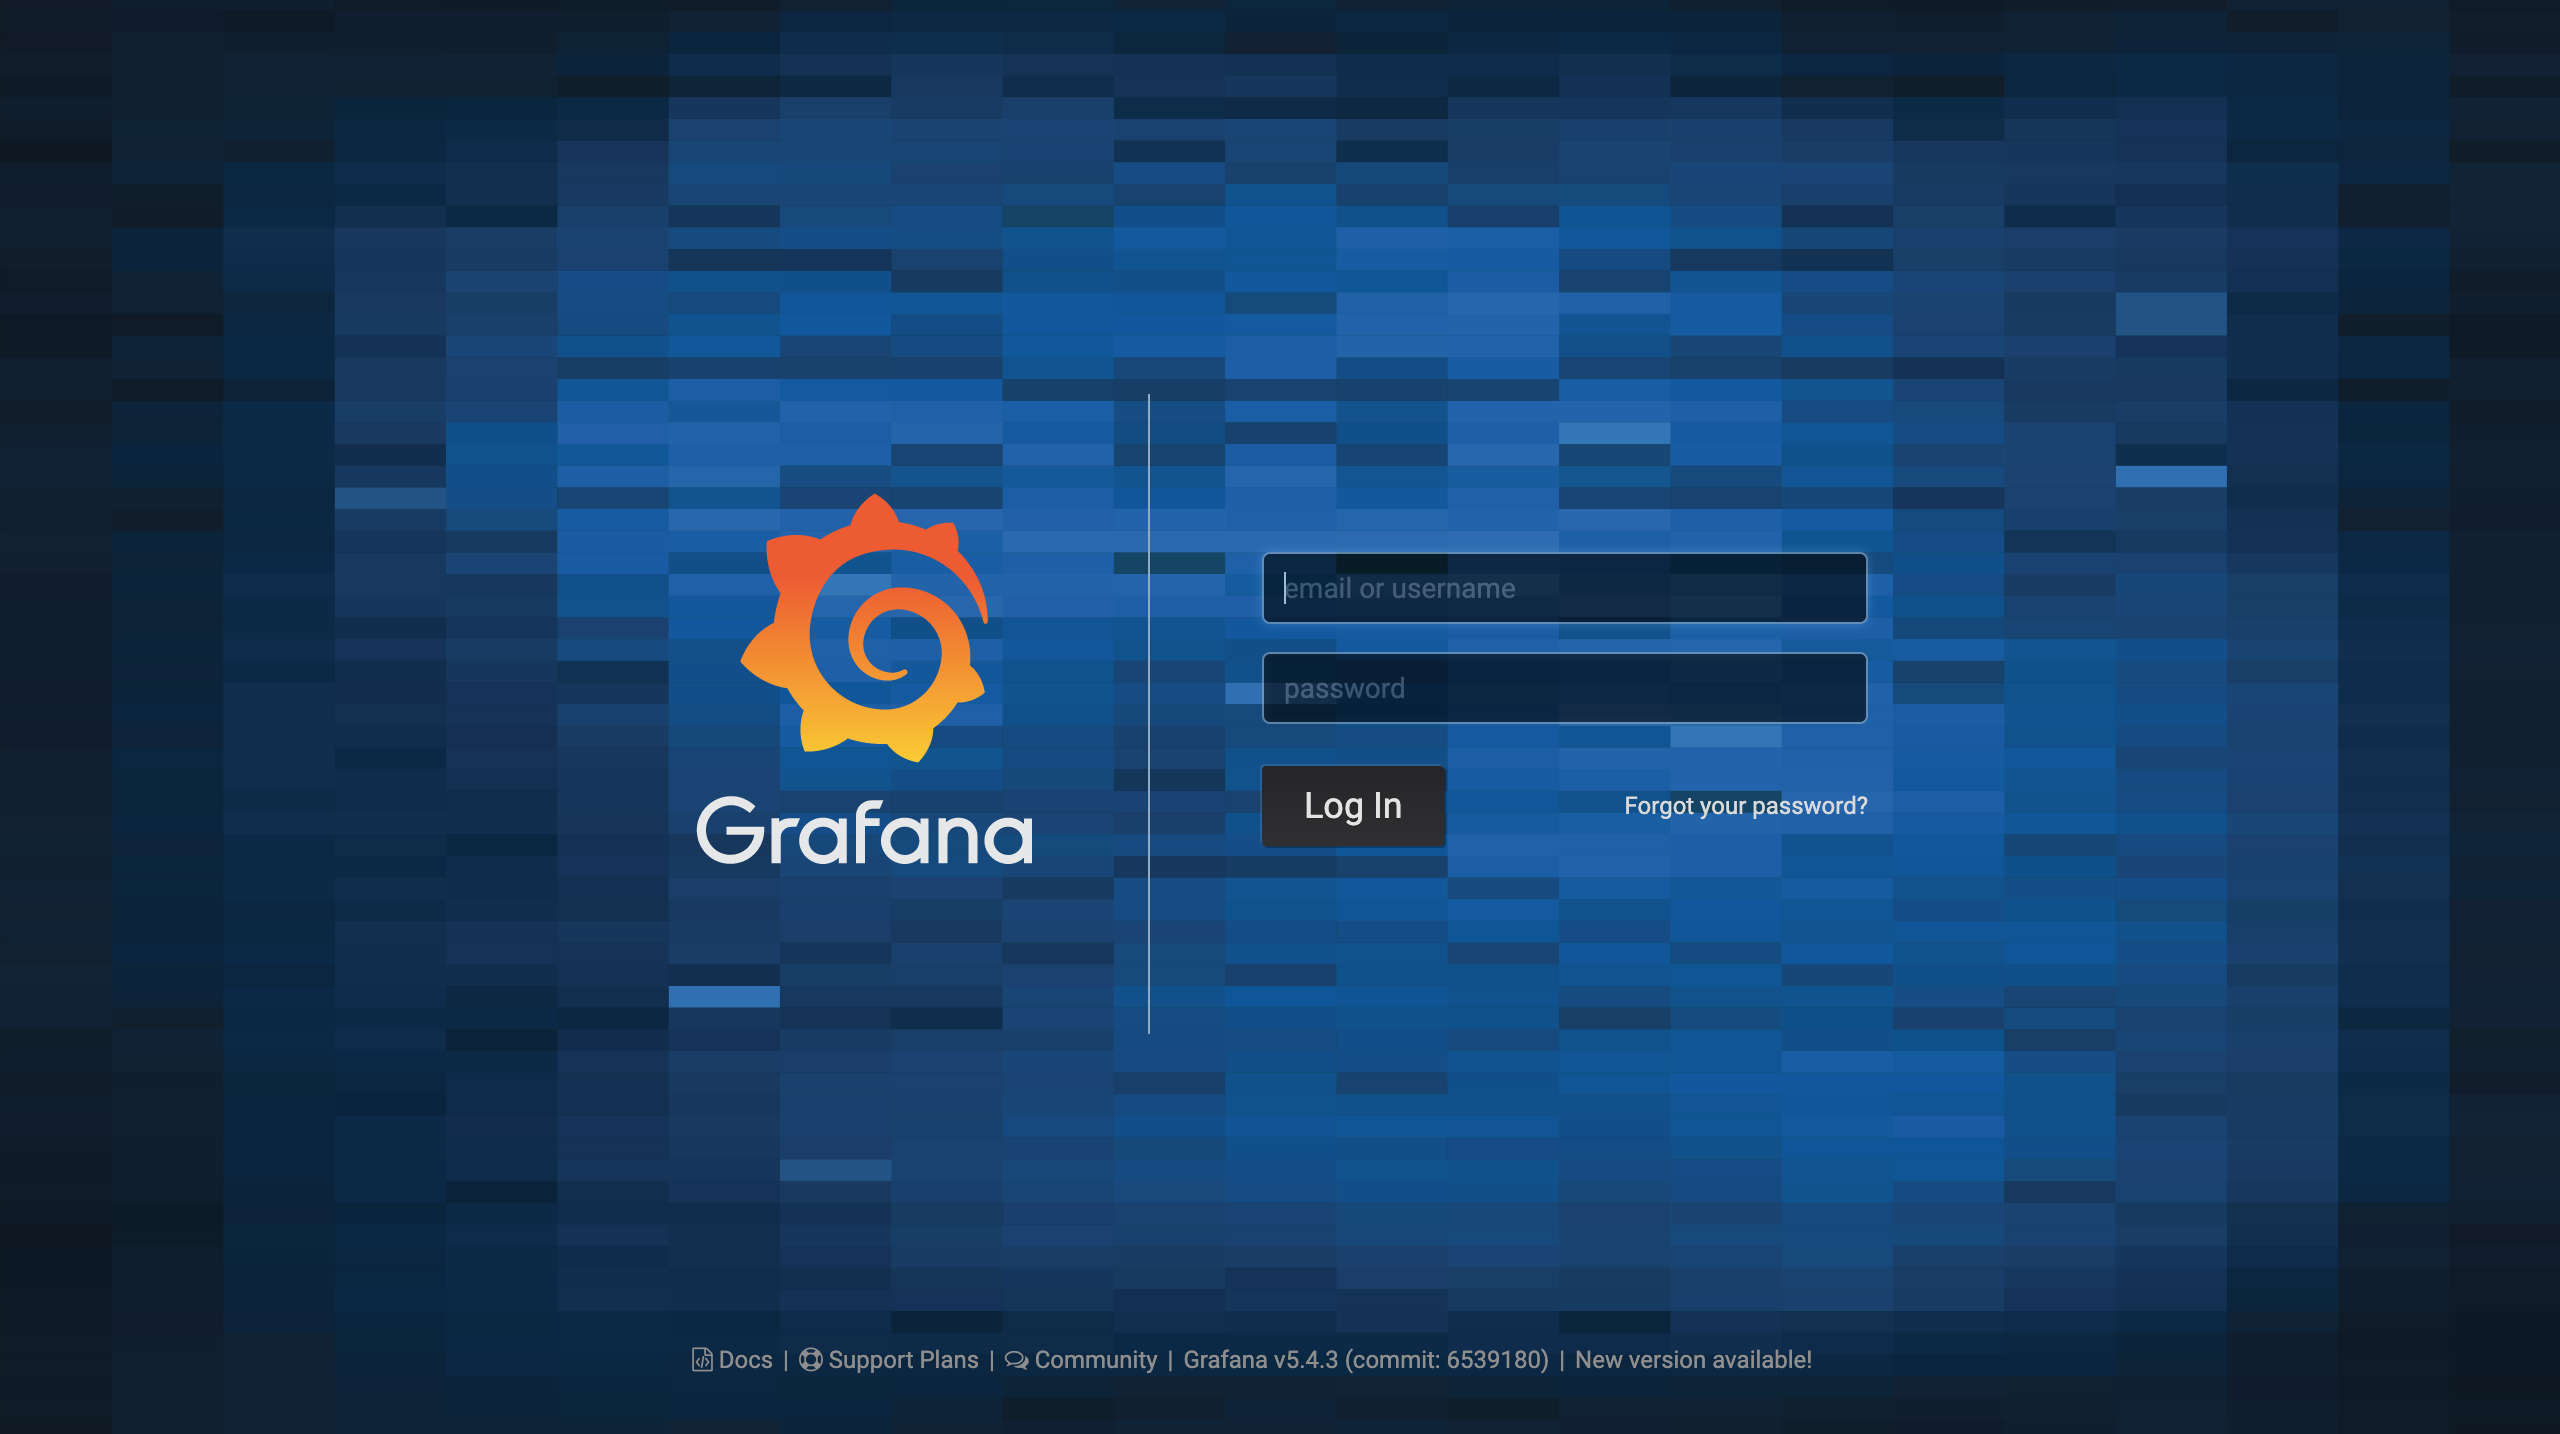 Grafana
email or username
password
Log In
Forgot your password?
Docs | Support Plans | Community | Grafana v5.4.3 (commit: 6539180) | New version available!